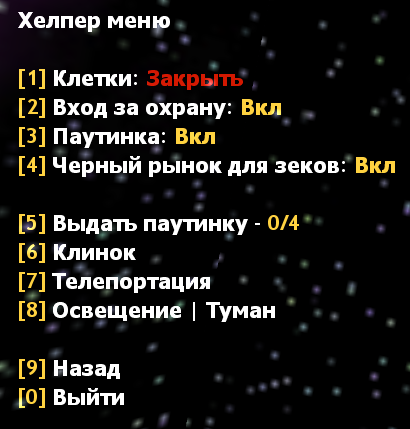 Хелпер меню
[1] Клетки: Закрыть
[2] Вход за охрану: Вкл
[3] Паутинка: Вкл
[4] Черный рынок для зеков: Вкл
[5] Выдать паутинку - 0/4
[6] Клинок
[7] Телепортация
[8] Освещение | Туман
[9] Назад
[0] Выйти